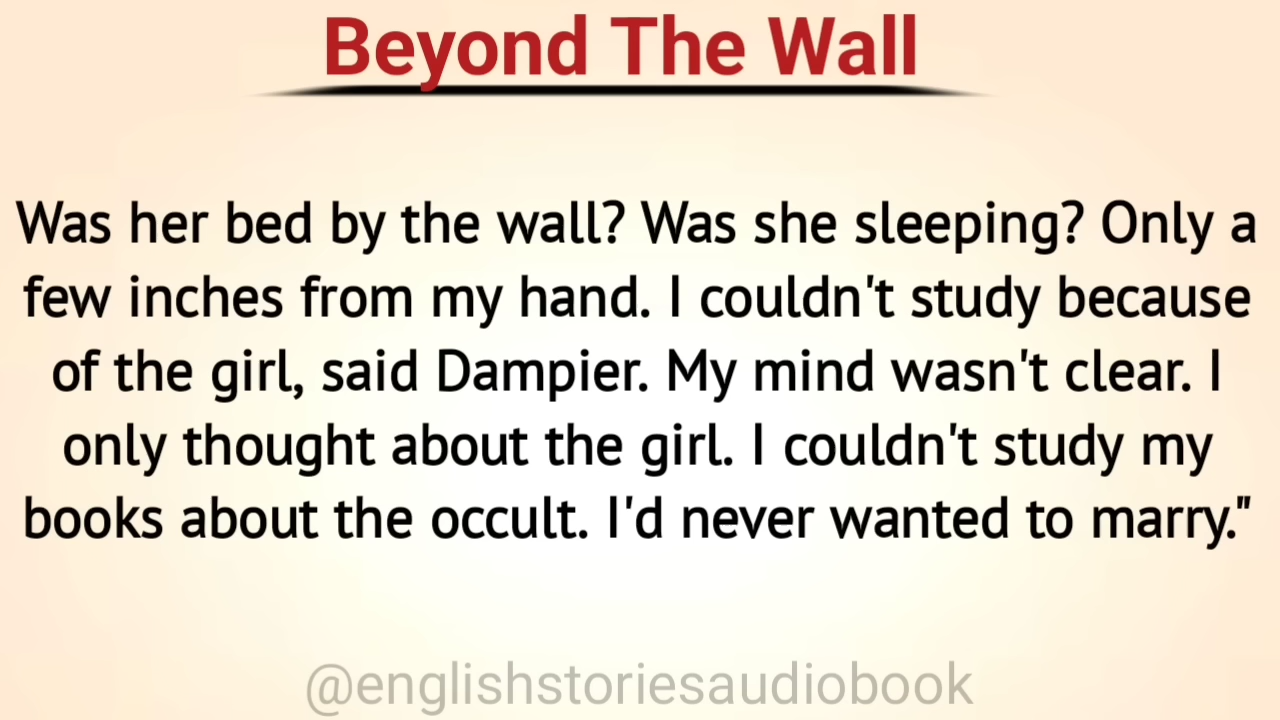 Beyond The Wall
Was her bed by the wall? Was she sleeping? Only a
few inches from my hand. I couldn't study because
of the girl, said Dampier. My mind wasn't clear. I
only thought about the girl. I couldn't study my
books about the occult. I'd never wanted to marry."
@englishstoriesaudiobook